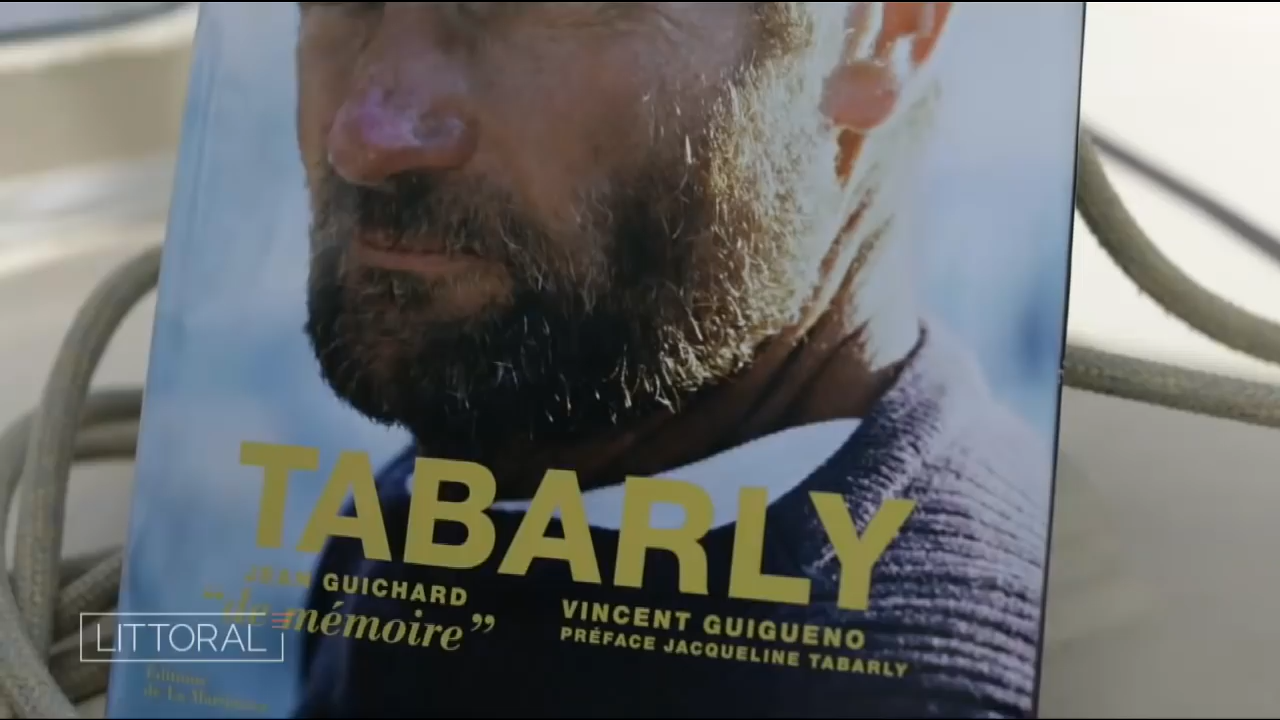 TABARLY
JEAN GUICHARD
“de mémoire”
VINCENT GUIGUENO
PRÉFACE JACQUELINE TABARLY
LITTORAL
Éditions
de La Martinière